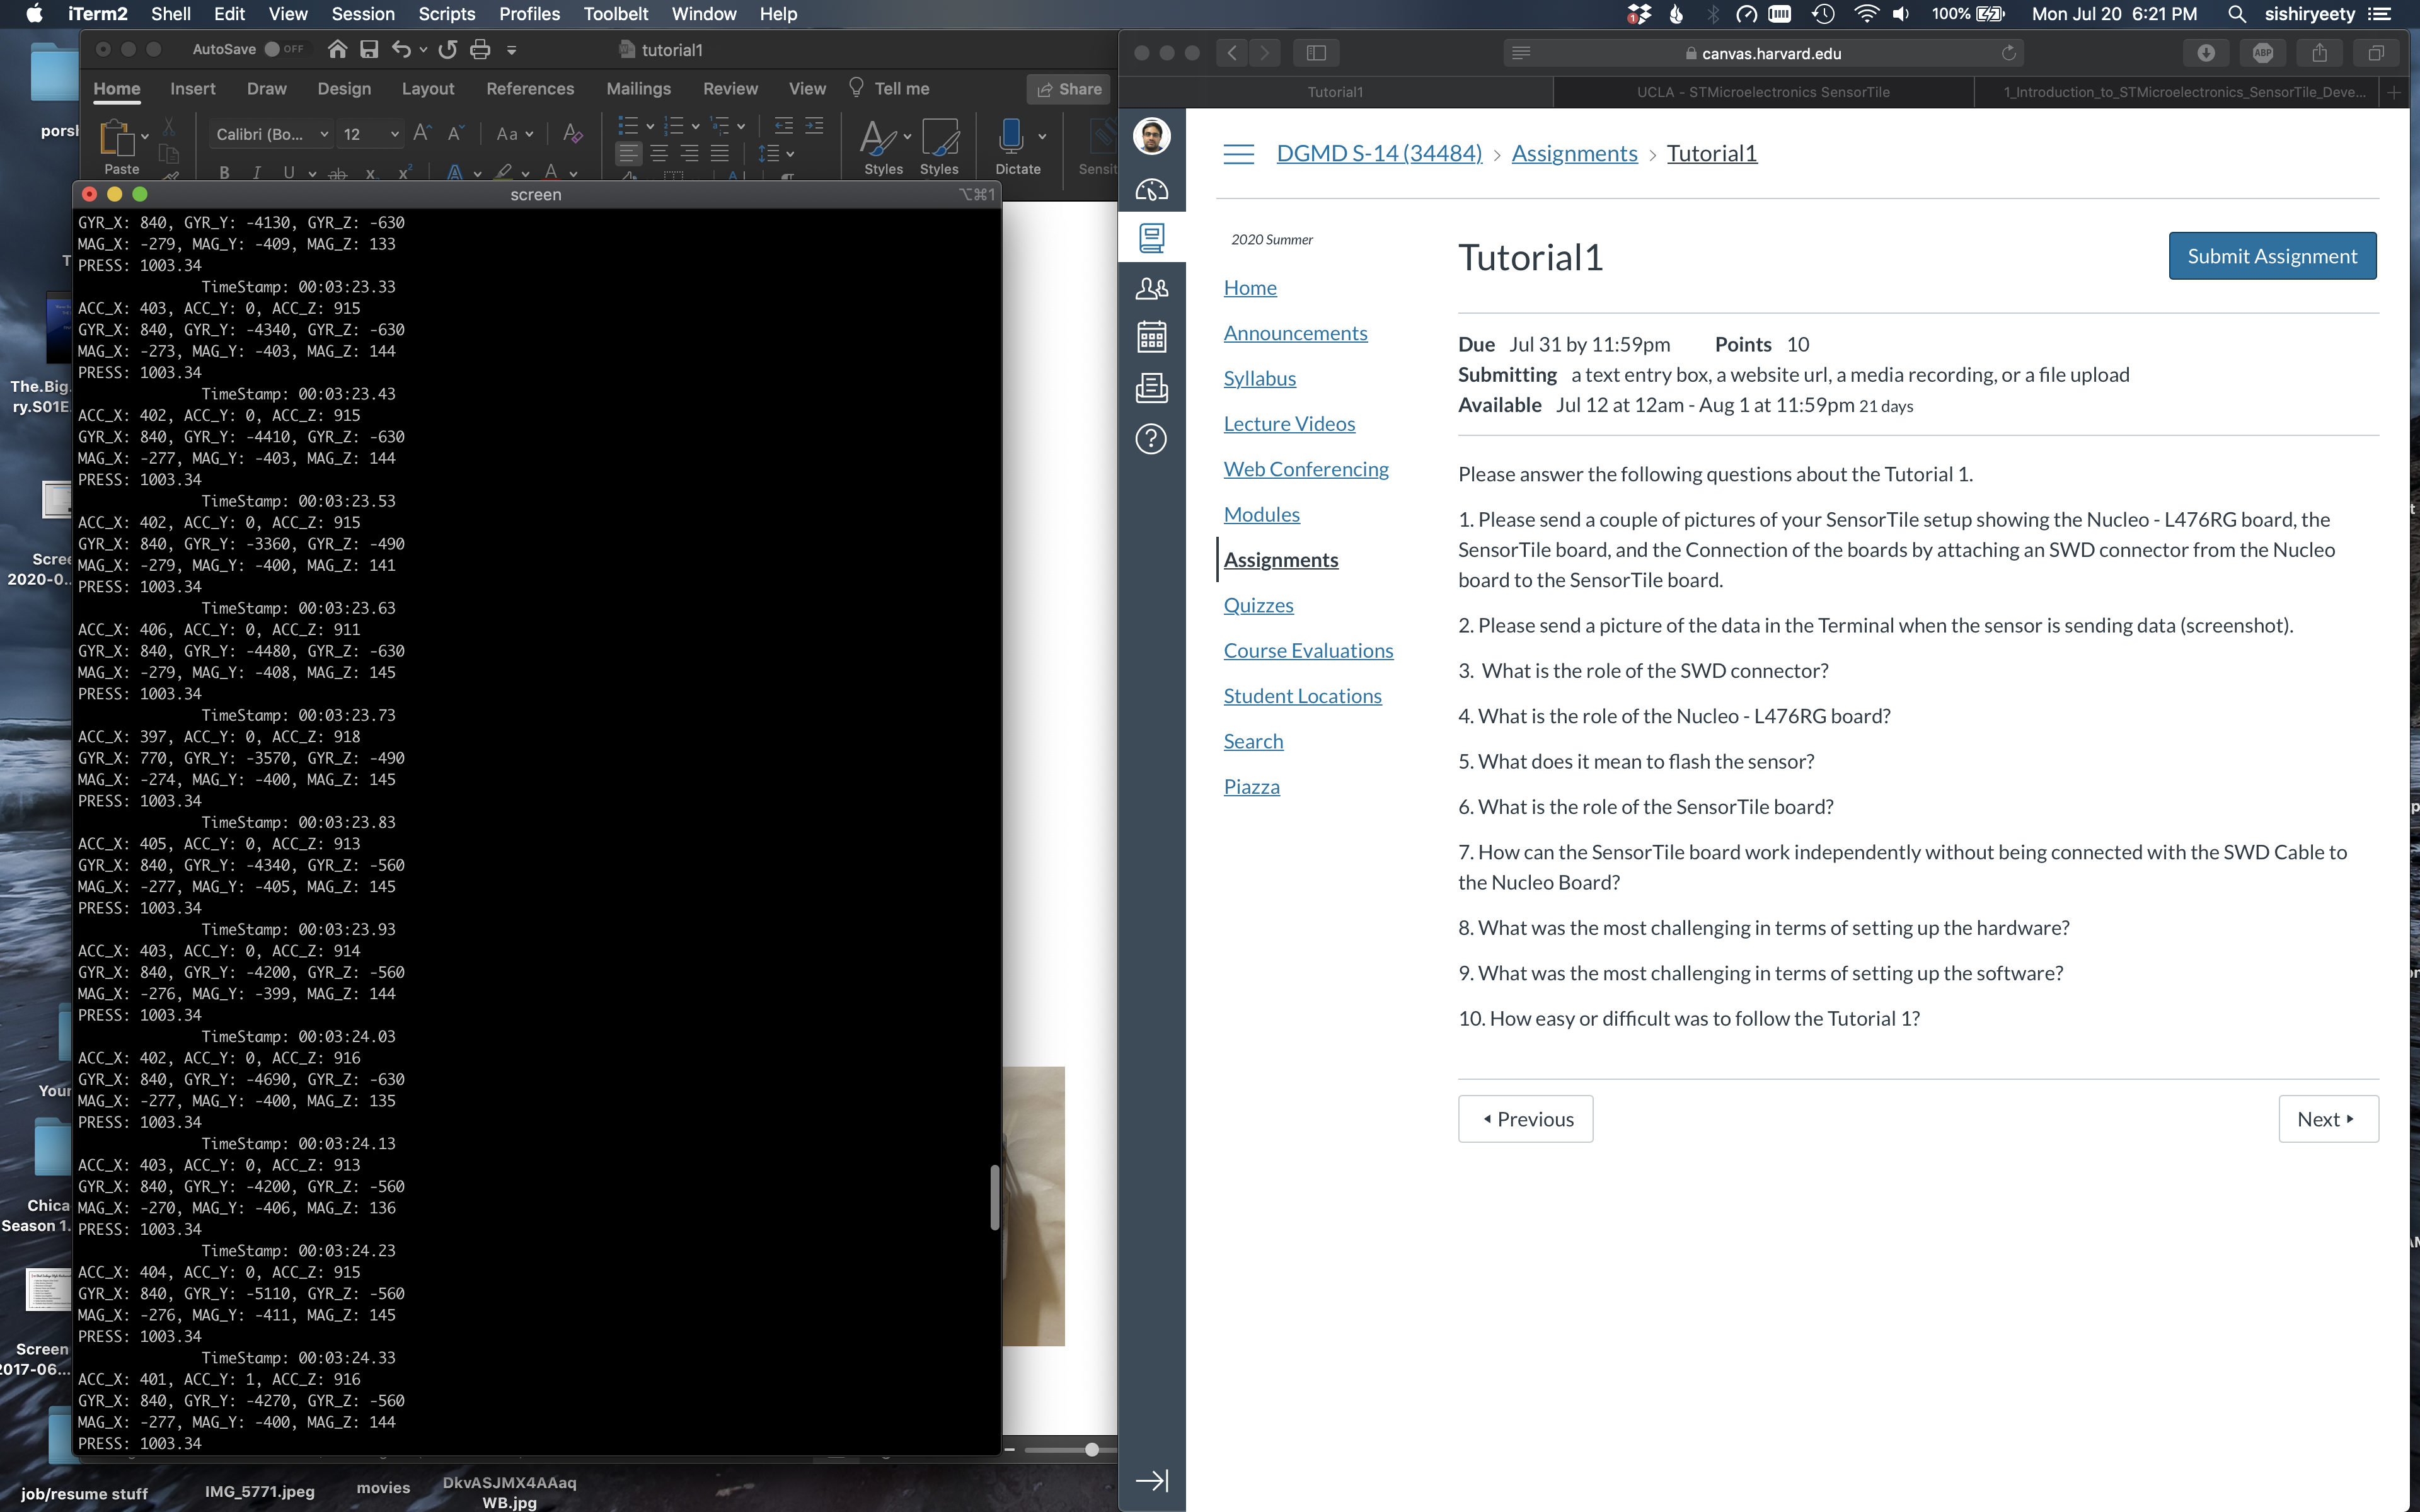 iTerm2 Shell Edit View Session Scripts Profiles Toolbelt Window Help
1 100% Mon Jul 20 6:21 PM sishiryeety
AutoSave OFF tutorial1
Home Insert Draw Design Layout References Mailings Review View Tell me Share
Paste Calibri (Bo... 12 Aa Styles Styles Dictate Sensit
screen ⌥⌘1
GYR_X: 840, GYR_Y: -4130, GYR_Z: -630
MAG_X: -279, MAG_Y: -409, MAG_Z: 133
PRESS: 1003.34
TimeStamp: 00:03:23.33
ACC_X: 403, ACC_Y: 0, ACC_Z: 915
GYR_X: 840, GYR_Y: -4340, GYR_Z: -630
MAG_X: -273, MAG_Y: -403, MAG_Z: 144
PRESS: 1003.34
TimeStamp: 00:03:23.43
ACC_X: 402, ACC_Y: 0, ACC_Z: 915
GYR_X: 840, GYR_Y: -4410, GYR_Z: -630
MAG_X: -277, MAG_Y: -403, MAG_Z: 144
PRESS: 1003.34
TimeStamp: 00:03:23.53
ACC_X: 402, ACC_Y: 0, ACC_Z: 915
GYR_X: 840, GYR_Y: -3360, GYR_Z: -490
MAG_X: -279, MAG_Y: -400, MAG_Z: 141
PRESS: 1003.34
TimeStamp: 00:03:23.63
ACC_X: 406, ACC_Y: 0, ACC_Z: 911
GYR_X: 840, GYR_Y: -4480, GYR_Z: -630
MAG_X: -279, MAG_Y: -408, MAG_Z: 145
PRESS: 1003.34
TimeStamp: 00:03:23.73
ACC_X: 397, ACC_Y: 0, ACC_Z: 918
GYR_X: 770, GYR_Y: -3570, GYR_Z: -490
MAG_X: -274, MAG_Y: -400, MAG_Z: 145
PRESS: 1003.34
TimeStamp: 00:03:23.83
ACC_X: 405, ACC_Y: 0, ACC_Z: 913
GYR_X: 840, GYR_Y: -4340, GYR_Z: -560
MAG_X: -277, MAG_Y: -405, MAG_Z: 145
PRESS: 1003.34
TimeStamp: 00:03:23.93
ACC_X: 403, ACC_Y: 0, ACC_Z: 914
GYR_X: 840, GYR_Y: -4200, GYR_Z: -560
MAG_X: -276, MAG_Y: -399, MAG_Z: 144
PRESS: 1003.34
TimeStamp: 00:03:24.03
ACC_X: 402, ACC_Y: 0, ACC_Z: 916
GYR_X: 840, GYR_Y: -4690, GYR_Z: -630
MAG_X: -277, MAG_Y: -400, MAG_Z: 135
PRESS: 1003.34
TimeStamp: 00:03:24.13
ACC_X: 403, ACC_Y: 0, ACC_Z: 913
GYR_X: 840, GYR_Y: -4200, GYR_Z: -560
MAG_X: -270, MAG_Y: -406, MAG_Z: 136
PRESS: 1003.34
TimeStamp: 00:03:24.23
ACC_X: 404, ACC_Y: 0, ACC_Z: 915
GYR_X: 840, GYR_Y: -5110, GYR_Z: -560
MAG_X: -276, MAG_Y: -411, MAG_Z: 145
PRESS: 1003.34
TimeStamp: 00:03:24.33
ACC_X: 401, ACC_Y: 1, ACC_Z: 916
GYR_X: 840, GYR_Y: -4270, GYR_Z: -560
MAG_X: -277, MAG_Y: -400, MAG_Z: 144
PRESS: 1003.34
porsl
The.Big.
ry.S01E.
Scree
2020-0...
Your
Chica
Season 1.
Screen
2017-06...
job/resume stuff
IMG_5771.jpeg
movies
DkvASJMX4AAaq
WB.jpg
canvas.harvard.edu
ABP
Tutorial1
UCLA - STMicroelectronics SensorTile
1_Introduction_to_STMicroelectronics_SensorTile_Deve...
DGMD S-14 (34484) > Assignments > Tutorial1
2020 Summer
Home
Announcements
Syllabus
Lecture Videos
Web Conferencing
Modules
Assignments
Quizzes
Course Evaluations
Student Locations
Search
Piazza
Tutorial1
Submit Assignment
Due Jul 31 by 11:59pm Points 10
Submitting a text entry box, a website url, a media recording, or a file upload
Available Jul 12 at 12am - Aug 1 at 11:59pm 21 days
Please answer the following questions about the Tutorial 1.
1. Please send a couple of pictures of your SensorTile setup showing the Nucleo - L476RG board, the
SensorTile board, and the Connection of the boards by attaching an SWD connector from the Nucleo
board to the SensorTile board.
2. Please send a picture of the data in the Terminal when the sensor is sending data (screenshot).
3. What is the role of the SWD connector?
4. What is the role of the Nucleo - L476RG board?
5. What does it mean to flash the sensor?
6. What is the role of the SensorTile board?
7. How can the SensorTile board work independently without being connected with the SWD Cable to
the Nucleo Board?
8. What was the most challenging in terms of setting up the hardware?
9. What was the most challenging in terms of setting up the software?
10. How easy or difficult was to follow the Tutorial 1?
Previous
Next